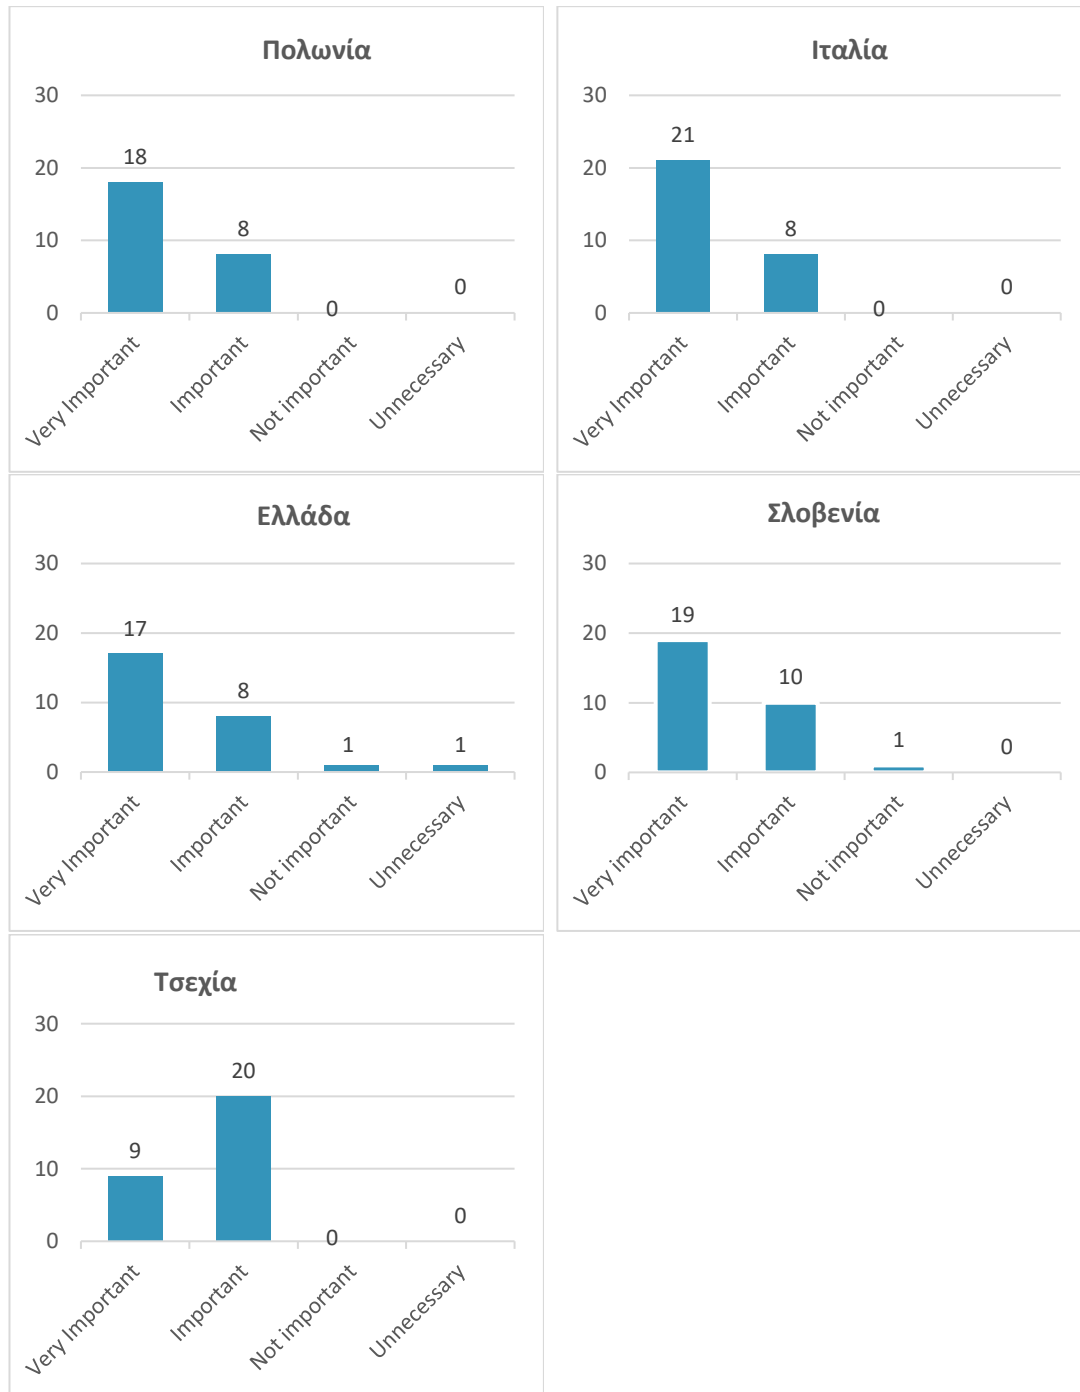 Πολωνία
30
20
10
0
18
8
0
0
Very Important
Important
Not important
Unnecessary
Ιταλία
30
20
10
0
21
8
0
0
Very Important
Important
Not important
Unnecessary
Ελλάδα
30
20
10
0
17
8
1
1
Very Important
Important
Not important
Unnecessary
Σλοβενία
30
20
10
0
19
10
1
0
Very important
Important
Not important
Unnecessary
Τσεχία
30
20
10
0
9
20
0
0
Very Important
Important
Not important
Unnecessary